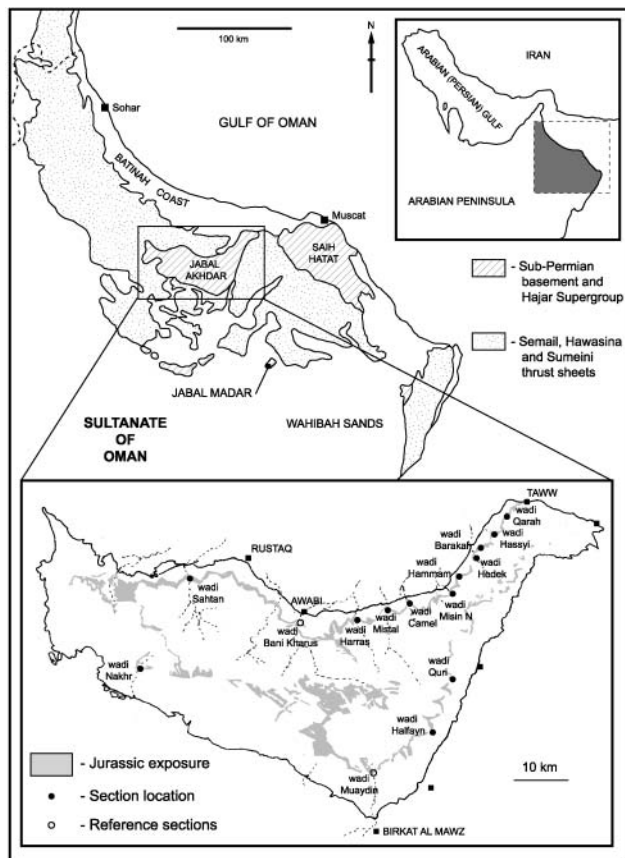 100 km
N
Sohar
GULF OF OMAN
BATINAH COAST
Muscat
JABAL
AKHDAR
SAIH
HATAT
JABAL MADAR
SULTANATE
OF
OMAN
WAHIBAH SANDS
IRAN
ARABIAN (PERSIAN) GULF
ARABIAN PENINSULA
- Sub-Permian
basement and
Hajar Supergroup
- Semail, Hawasina
and Sumeini
thrust sheets
TAWW
wadi
Qarah
wadi
Hassyi
wadi
Barakaf
wadi
Hedek
wadi
Hammam
wadi
Misin N
RUSTAQ
wadi
Sahtan
AWABI
wadi
Bani Kharus
wadi
Harras
wadi
Mistal
wadi
Camel
wadi
Nakhr
wadi
Quri
wadi
Halfayn
wadi
Muaydin
BIRKAT AL MAWZ
- Jurassic exposure
- Section location
- Reference sections
10 km